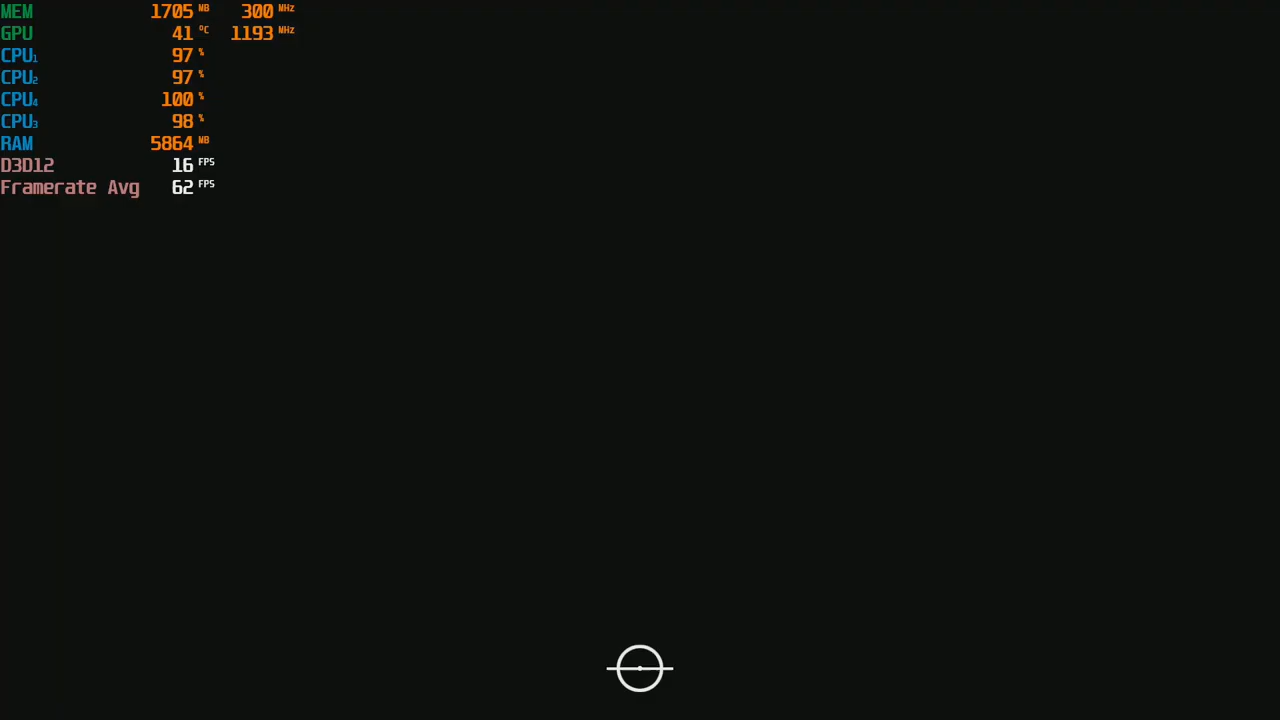 MEM 1705 MB 300 MHz
GPU 41 °C 1193 MHz
CPU1 97 %
CPU2 97 %
CPU4 100 %
CPU3 98 %
RAM 5864 MB
D3D12 16 FPS
Framerate Avg 62 FPS